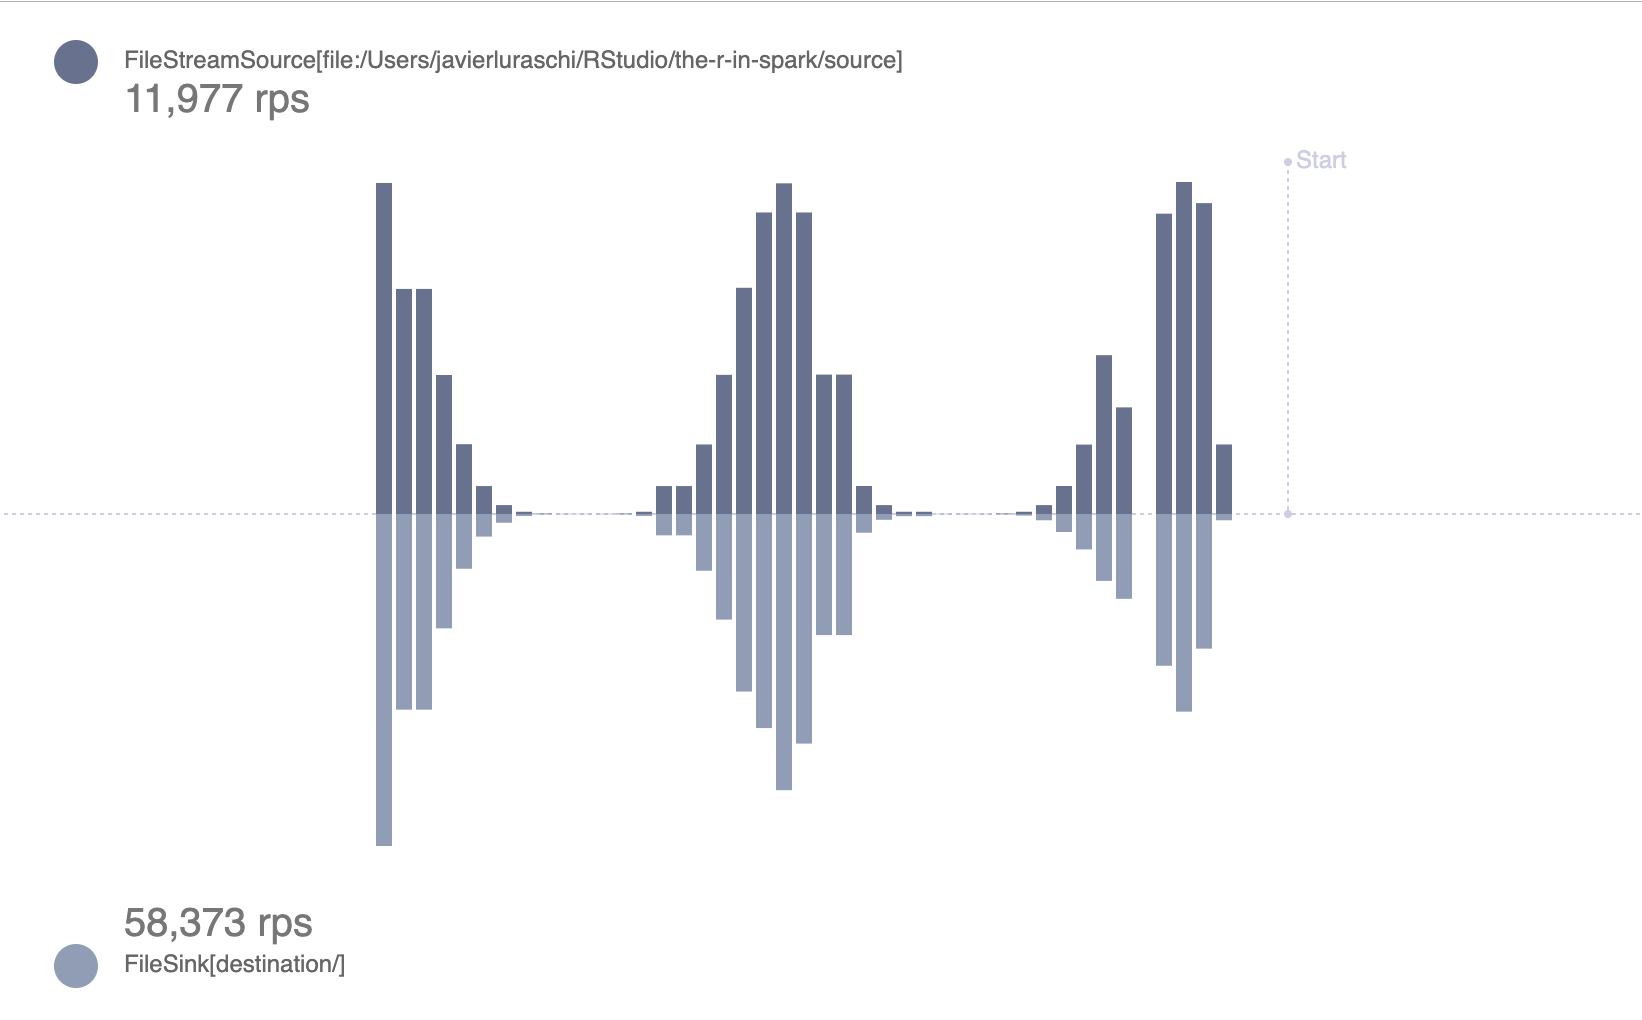 FileStreamSource[file:/Users/javierluraschi/RStudio/the-r-in-spark/source]
11,977 rps
Start
58,373 rps
FileSink[destination/]